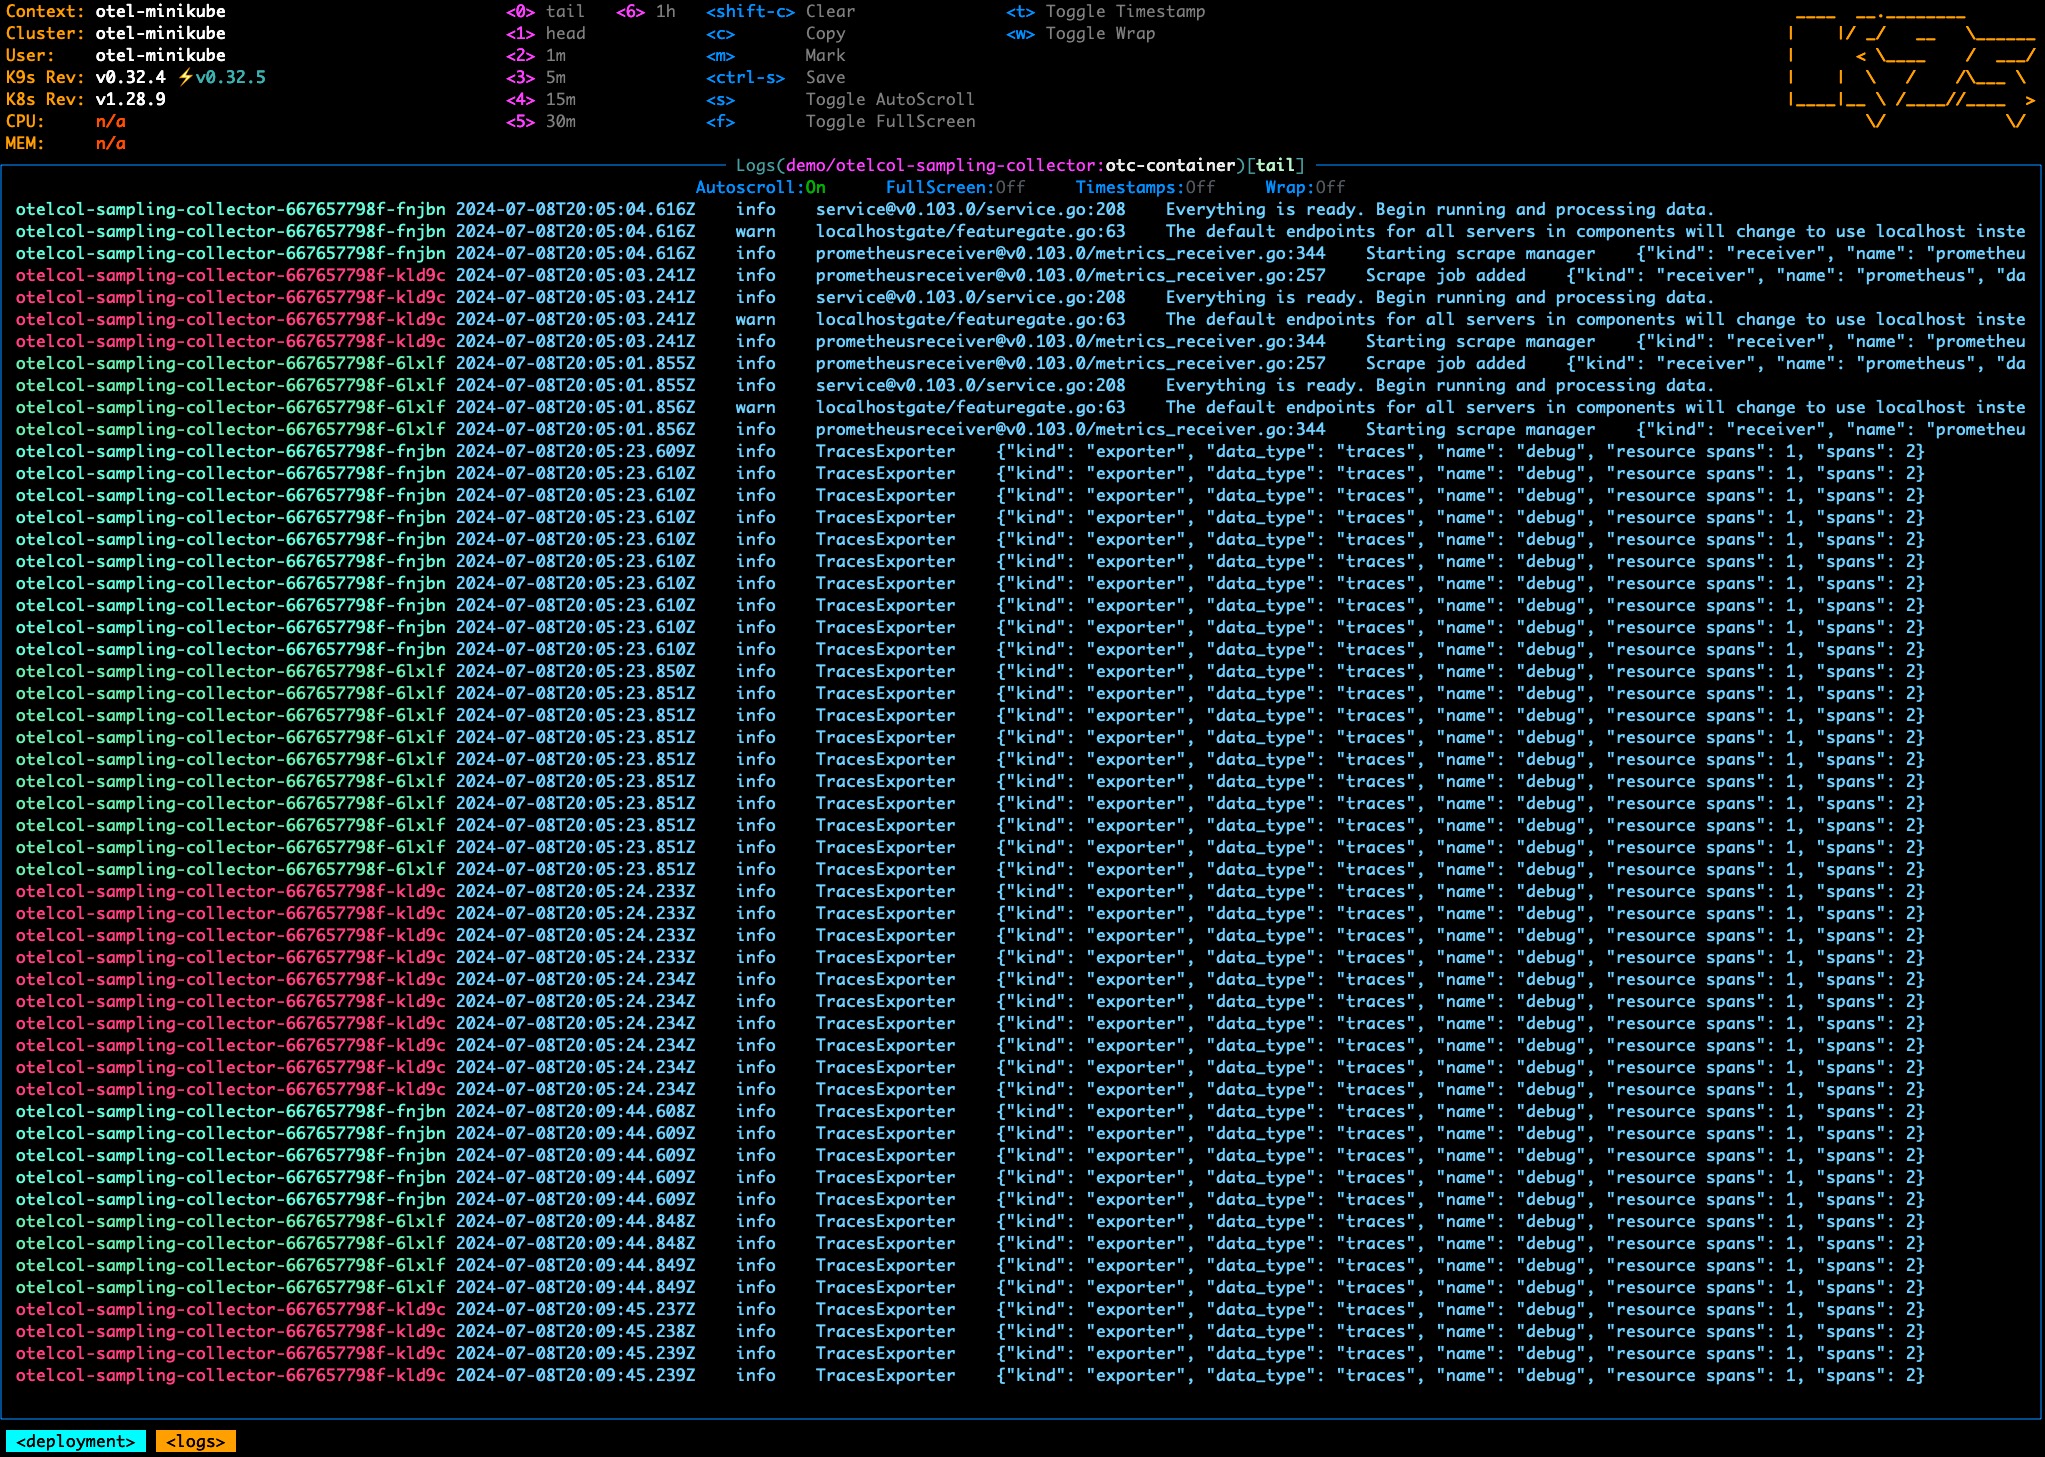 Context: otel-minikube <0> tail <6> 1h <shift-c> Clear <t> Toggle Timestamp
Cluster: otel-minikube <1> head <c> Copy <w> Toggle Wrap
User: otel-minikube <2> 1m <m> Mark
K9s Rev: v0.32.4 ⚡v0.32.5 <3> 5m <ctrl-s> Save
K8s Rev: v1.28.9 <4> 15m <s> Toggle AutoScroll
CPU: n/a <5> 30m <f> Toggle FullScreen
MEM: n/a
Logs(demo/otelcol-sampling-collector:otc-container)[tail]
Autoscroll:On FullScreen:Off Timestamps:Off Wrap:Off
otelcol-sampling-collector-667657798f-fnjbn 2024-07-08T20:05:04.616Z info service@v0.103.0/service.go:208 Everything is ready. Begin running and processing data.
otelcol-sampling-collector-667657798f-fnjbn 2024-07-08T20:05:04.616Z warn localhostgate/featuregate.go:63 The default endpoints for all servers in components will change to use localhost inste
otelcol-sampling-collector-667657798f-fnjbn 2024-07-08T20:05:04.616Z info prometheusreceiver@v0.103.0/metrics_receiver.go:344 Starting scrape manager {"kind": "receiver", "name": "prometheu
otelcol-sampling-collector-667657798f-kld9c 2024-07-08T20:05:03.241Z info prometheusreceiver@v0.103.0/metrics_receiver.go:257 Scrape job added {"kind": "receiver", "name": "prometheus", "da
otelcol-sampling-collector-667657798f-kld9c 2024-07-08T20:05:03.241Z info service@v0.103.0/service.go:208 Everything is ready. Begin running and processing data.
otelcol-sampling-collector-667657798f-kld9c 2024-07-08T20:05:03.241Z warn localhostgate/featuregate.go:63 The default endpoints for all servers in components will change to use localhost inste
otelcol-sampling-collector-667657798f-kld9c 2024-07-08T20:05:03.241Z info prometheusreceiver@v0.103.0/metrics_receiver.go:344 Starting scrape manager {"kind": "receiver", "name": "prometheu
otelcol-sampling-collector-667657798f-6lxlf 2024-07-08T20:05:01.855Z info prometheusreceiver@v0.103.0/metrics_receiver.go:257 Scrape job added {"kind": "receiver", "name": "prometheus", "da
otelcol-sampling-collector-667657798f-6lxlf 2024-07-08T20:05:01.855Z info service@v0.103.0/service.go:208 Everything is ready. Begin running and processing data.
otelcol-sampling-collector-667657798f-6lxlf 2024-07-08T20:05:01.856Z warn localhostgate/featuregate.go:63 The default endpoints for all servers in components will change to use localhost inste
otelcol-sampling-collector-667657798f-6lxlf 2024-07-08T20:05:01.856Z info prometheusreceiver@v0.103.0/metrics_receiver.go:344 Starting scrape manager {"kind": "receiver", "name": "prometheu
otelcol-sampling-collector-667657798f-fnjbn 2024-07-08T20:05:23.609Z info TracesExporter {"kind": "exporter", "data_type": "traces", "name": "debug", "resource spans": 1, "spans": 2}
otelcol-sampling-collector-667657798f-fnjbn 2024-07-08T20:05:23.610Z info TracesExporter {"kind": "exporter", "data_type": "traces", "name": "debug", "resource spans": 1, "spans": 2}
otelcol-sampling-collector-667657798f-fnjbn 2024-07-08T20:05:23.610Z info TracesExporter {"kind": "exporter", "data_type": "traces", "name": "debug", "resource spans": 1, "spans": 2}
otelcol-sampling-collector-667657798f-fnjbn 2024-07-08T20:05:23.610Z info TracesExporter {"kind": "exporter", "data_type": "traces", "name": "debug", "resource spans": 1, "spans": 2}
otelcol-sampling-collector-667657798f-fnjbn 2024-07-08T20:05:23.610Z info TracesExporter {"kind": "exporter", "data_type": "traces", "name": "debug", "resource spans": 1, "spans": 2}
otelcol-sampling-collector-667657798f-fnjbn 2024-07-08T20:05:23.610Z info TracesExporter {"kind": "exporter", "data_type": "traces", "name": "debug", "resource spans": 1, "spans": 2}
otelcol-sampling-collector-667657798f-fnjbn 2024-07-08T20:05:23.610Z info TracesExporter {"kind": "exporter", "data_type": "traces", "name": "debug", "resource spans": 1, "spans": 2}
otelcol-sampling-collector-667657798f-fnjbn 2024-07-08T20:05:23.610Z info TracesExporter {"kind": "exporter", "data_type": "traces", "name": "debug", "resource spans": 1, "spans": 2}
otelcol-sampling-collector-667657798f-fnjbn 2024-07-08T20:05:23.610Z info TracesExporter {"kind": "exporter", "data_type": "traces", "name": "debug", "resource spans": 1, "spans": 2}
otelcol-sampling-collector-667657798f-fnjbn 2024-07-08T20:05:23.610Z info TracesExporter {"kind": "exporter", "data_type": "traces", "name": "debug", "resource spans": 1, "spans": 2}
otelcol-sampling-collector-667657798f-6lxlf 2024-07-08T20:05:23.850Z info TracesExporter {"kind": "exporter", "data_type": "traces", "name": "debug", "resource spans": 1, "spans": 2}
otelcol-sampling-collector-667657798f-6lxlf 2024-07-08T20:05:23.851Z info TracesExporter {"kind": "exporter", "data_type": "traces", "name": "debug", "resource spans": 1, "spans": 2}
otelcol-sampling-collector-667657798f-6lxlf 2024-07-08T20:05:23.851Z info TracesExporter {"kind": "exporter", "data_type": "traces", "name": "debug", "resource spans": 1, "spans": 2}
otelcol-sampling-collector-667657798f-6lxlf 2024-07-08T20:05:23.851Z info TracesExporter {"kind": "exporter", "data_type": "traces", "name": "debug", "resource spans": 1, "spans": 2}
otelcol-sampling-collector-667657798f-6lxlf 2024-07-08T20:05:23.851Z info TracesExporter {"kind": "exporter", "data_type": "traces", "name": "debug", "resource spans": 1, "spans": 2}
otelcol-sampling-collector-667657798f-6lxlf 2024-07-08T20:05:23.851Z info TracesExporter {"kind": "exporter", "data_type": "traces", "name": "debug", "resource spans": 1, "spans": 2}
otelcol-sampling-collector-667657798f-6lxlf 2024-07-08T20:05:23.851Z info TracesExporter {"kind": "exporter", "data_type": "traces", "name": "debug", "resource spans": 1, "spans": 2}
otelcol-sampling-collector-667657798f-6lxlf 2024-07-08T20:05:23.851Z info TracesExporter {"kind": "exporter", "data_type": "traces", "name": "debug", "resource spans": 1, "spans": 2}
otelcol-sampling-collector-667657798f-6lxlf 2024-07-08T20:05:23.851Z info TracesExporter {"kind": "exporter", "data_type": "traces", "name": "debug", "resource spans": 1, "spans": 2}
otelcol-sampling-collector-667657798f-6lxlf 2024-07-08T20:05:23.851Z info TracesExporter {"kind": "exporter", "data_type": "traces", "name": "debug", "resource spans": 1, "spans": 2}
otelcol-sampling-collector-667657798f-kld9c 2024-07-08T20:05:24.233Z info TracesExporter {"kind": "exporter", "data_type": "traces", "name": "debug", "resource spans": 1, "spans": 2}
otelcol-sampling-collector-667657798f-kld9c 2024-07-08T20:05:24.233Z info TracesExporter {"kind": "exporter", "data_type": "traces", "name": "debug", "resource spans": 1, "spans": 2}
otelcol-sampling-collector-667657798f-kld9c 2024-07-08T20:05:24.233Z info TracesExporter {"kind": "exporter", "data_type": "traces", "name": "debug", "resource spans": 1, "spans": 2}
otelcol-sampling-collector-667657798f-kld9c 2024-07-08T20:05:24.233Z info TracesExporter {"kind": "exporter", "data_type": "traces", "name": "debug", "resource spans": 1, "spans": 2}
otelcol-sampling-collector-667657798f-kld9c 2024-07-08T20:05:24.234Z info TracesExporter {"kind": "exporter", "data_type": "traces", "name": "debug", "resource spans": 1, "spans": 2}
otelcol-sampling-collector-667657798f-kld9c 2024-07-08T20:05:24.234Z info TracesExporter {"kind": "exporter", "data_type": "traces", "name": "debug", "resource spans": 1, "spans": 2}
otelcol-sampling-collector-667657798f-kld9c 2024-07-08T20:05:24.234Z info TracesExporter {"kind": "exporter", "data_type": "traces", "name": "debug", "resource spans": 1, "spans": 2}
otelcol-sampling-collector-667657798f-kld9c 2024-07-08T20:05:24.234Z info TracesExporter {"kind": "exporter", "data_type": "traces", "name": "debug", "resource spans": 1, "spans": 2}
otelcol-sampling-collector-667657798f-kld9c 2024-07-08T20:05:24.234Z info TracesExporter {"kind": "exporter", "data_type": "traces", "name": "debug", "resource spans": 1, "spans": 2}
otelcol-sampling-collector-667657798f-kld9c 2024-07-08T20:05:24.234Z info TracesExporter {"kind": "exporter", "data_type": "traces", "name": "debug", "resource spans": 1, "spans": 2}
otelcol-sampling-collector-667657798f-fnjbn 2024-07-08T20:09:44.608Z info TracesExporter {"kind": "exporter", "data_type": "traces", "name": "debug", "resource spans": 1, "spans": 2}
otelcol-sampling-collector-667657798f-fnjbn 2024-07-08T20:09:44.609Z info TracesExporter {"kind": "exporter", "data_type": "traces", "name": "debug", "resource spans": 1, "spans": 2}
otelcol-sampling-collector-667657798f-fnjbn 2024-07-08T20:09:44.609Z info TracesExporter {"kind": "exporter", "data_type": "traces", "name": "debug", "resource spans": 1, "spans": 2}
otelcol-sampling-collector-667657798f-fnjbn 2024-07-08T20:09:44.609Z info TracesExporter {"kind": "exporter", "data_type": "traces", "name": "debug", "resource spans": 1, "spans": 2}
otelcol-sampling-collector-667657798f-fnjbn 2024-07-08T20:09:44.609Z info TracesExporter {"kind": "exporter", "data_type": "traces", "name": "debug", "resource spans": 1, "spans": 2}
otelcol-sampling-collector-667657798f-6lxlf 2024-07-08T20:09:44.848Z info TracesExporter {"kind": "exporter", "data_type": "traces", "name": "debug", "resource spans": 1, "spans": 2}
otelcol-sampling-collector-667657798f-6lxlf 2024-07-08T20:09:44.848Z info TracesExporter {"kind": "exporter", "data_type": "traces", "name": "debug", "resource spans": 1, "spans": 2}
otelcol-sampling-collector-667657798f-6lxlf 2024-07-08T20:09:44.849Z info TracesExporter {"kind": "exporter", "data_type": "traces", "name": "debug", "resource spans": 1, "spans": 2}
otelcol-sampling-collector-667657798f-6lxlf 2024-07-08T20:09:44.849Z info TracesExporter {"kind": "exporter", "data_type": "traces", "name": "debug", "resource spans": 1, "spans": 2}
otelcol-sampling-collector-667657798f-kld9c 2024-07-08T20:09:45.237Z info TracesExporter {"kind": "exporter", "data_type": "traces", "name": "debug", "resource spans": 1, "spans": 2}
otelcol-sampling-collector-667657798f-kld9c 2024-07-08T20:09:45.238Z info TracesExporter {"kind": "exporter", "data_type": "traces", "name": "debug", "resource spans": 1, "spans": 2}
otelcol-sampling-collector-667657798f-kld9c 2024-07-08T20:09:45.239Z info TracesExporter {"kind": "exporter", "data_type": "traces", "name": "debug", "resource spans": 1, "spans": 2}
otelcol-sampling-collector-667657798f-kld9c 2024-07-08T20:09:45.239Z info TracesExporter {"kind": "exporter", "data_type": "traces", "name": "debug", "resource spans": 1, "spans": 2}
<deployment> <logs>